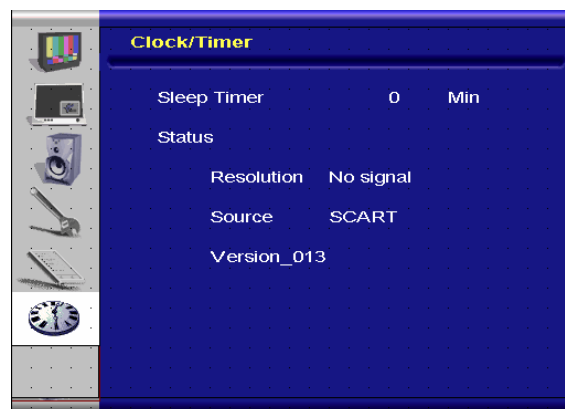 Clock/Timer
Sleep Timer 0 Min
Status
Resolution No signal
Source SCART
Version_013